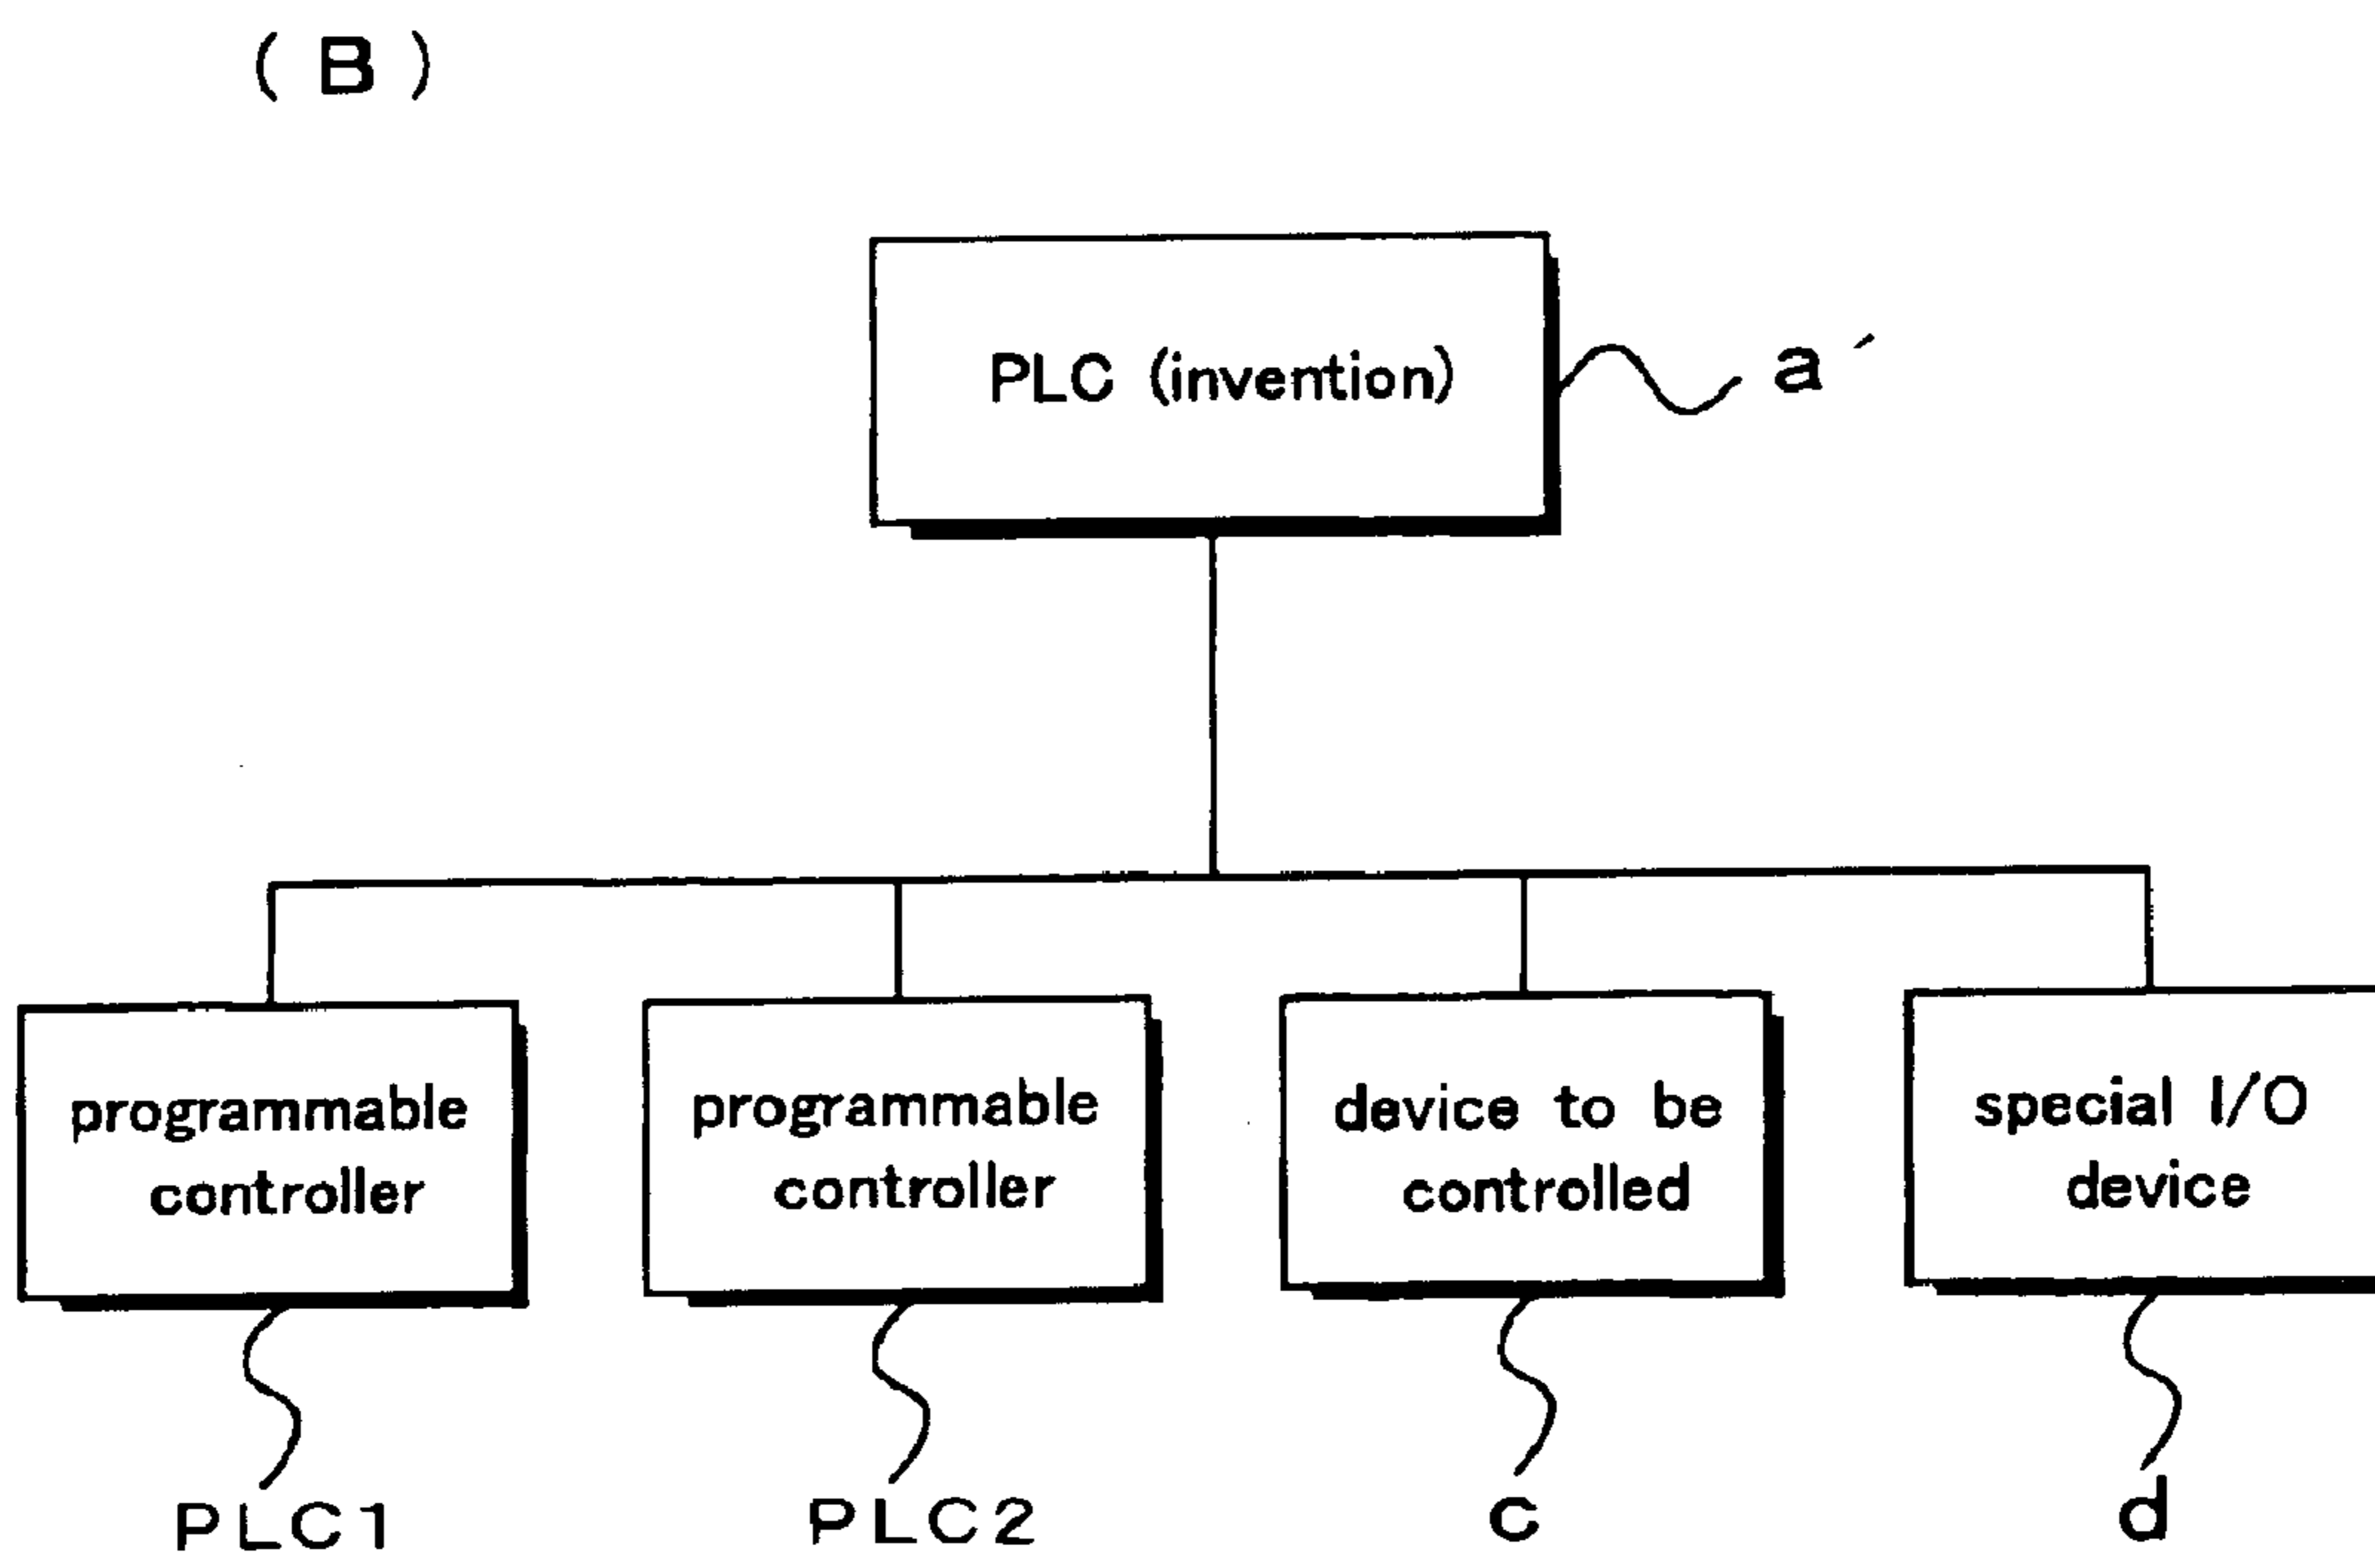 ( B )
PLC (invention)
a´
programmable
controller
programmable
controller
device to be
controlled
special I/O
device
PLC1
PLC2
c
d